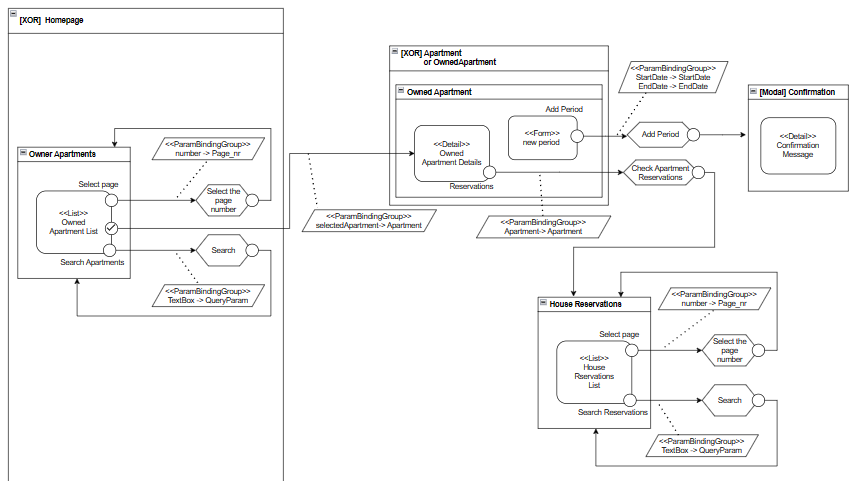 [XOR] Homepage
Owner Apartments
Select page
<<List>>
Owned
Apartment List
Search Apartments
<<ParamBindingGroup>>
number -> Page_nr
Select the
page
number
Search
<<ParamBindingGroup>>
TextBox -> QueryParam
<<ParamBindingGroup>>
selectedApartment-> Apartment
[XOR] Apartment
or OwnedApartment
Owned Apartment
<<Detail>>
Owned
Apartment Details
Reservations
Add Period
<<Form>>
new period
<<ParamBindingGroup>>
StartDate -> StartDate
EndDate -> EndDate
Add Period
Check Apartment
Reservations
<<ParamBindingGroup>>
Apartment-> Apartment
[Modal] Confirmation
<<Detail>>
Confirmation
Message
House Reservations
Select page
<<List>>
House
Rservations
List
Search Reservations
<<ParamBindingGroup>>
number -> Page_nr
Select the
page
number
Search
<<ParamBindingGroup>>
TextBox -> QueryParam